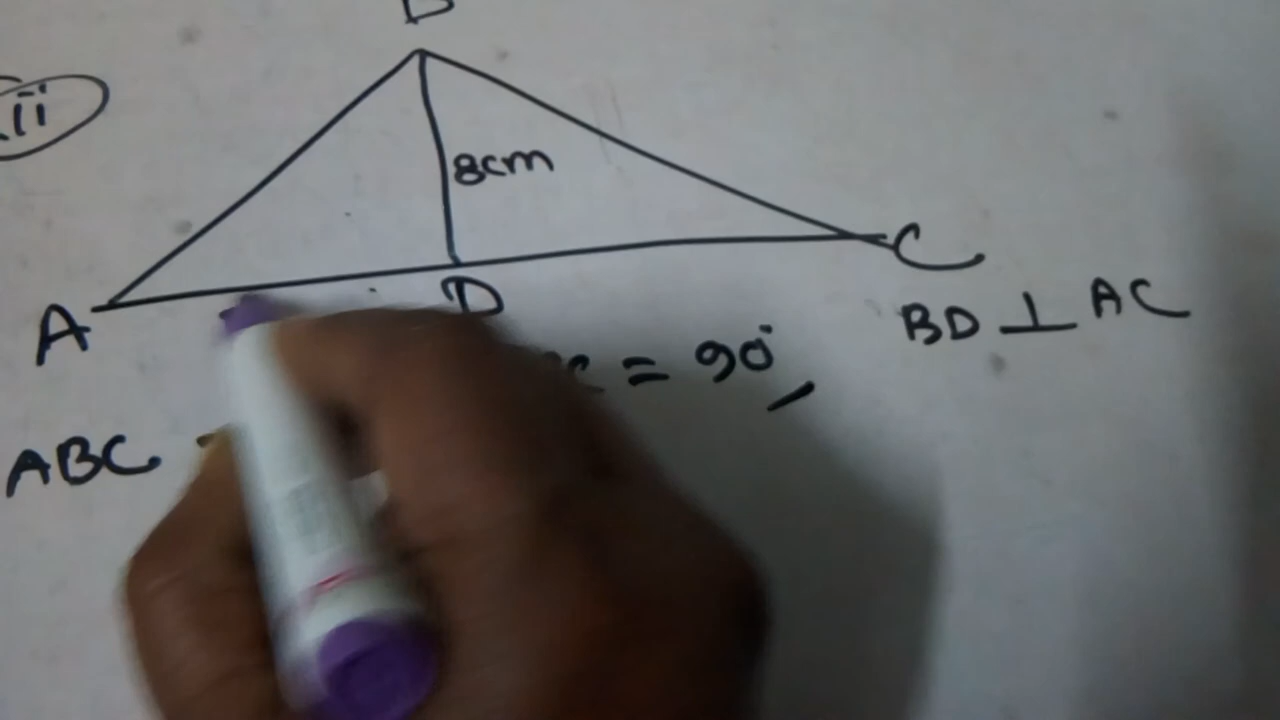 ii
8cm
A
D
C
BD ⊥ AC
= 90°,
ABC